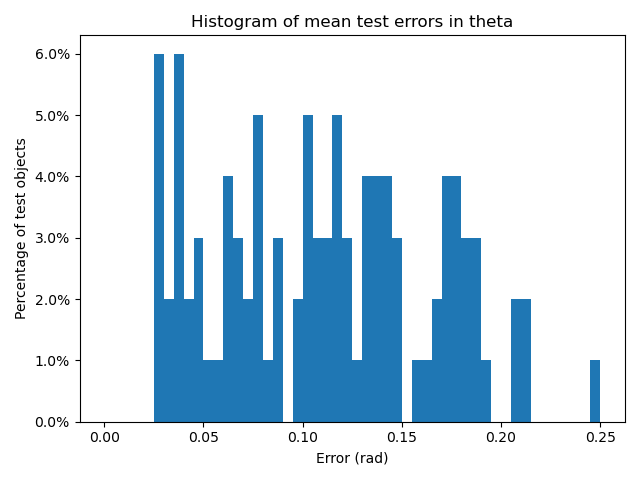 Histogram of mean test errors in theta
6.0%
5.0%
4.0%
3.0%
2.0%
1.0%
0.0%
Percentage of test objects
0.00 0.05 0.10 0.15 0.20 0.25
Error (rad)